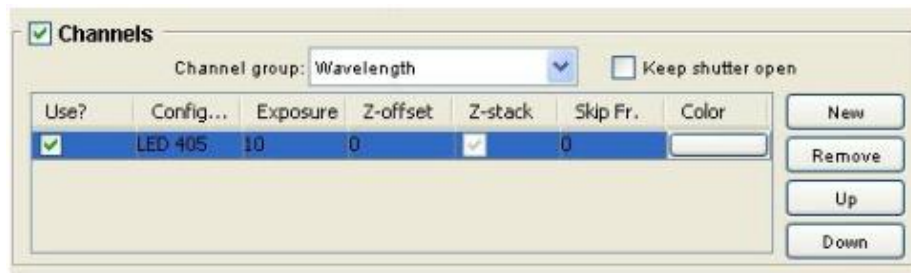 Channels
Channel group: Wavelength Keep shutter open
Use? Config... Exposure Z-offset Z-stack Skip Fr. Color New
LED 405 10 0 0
Remove
Up
Down